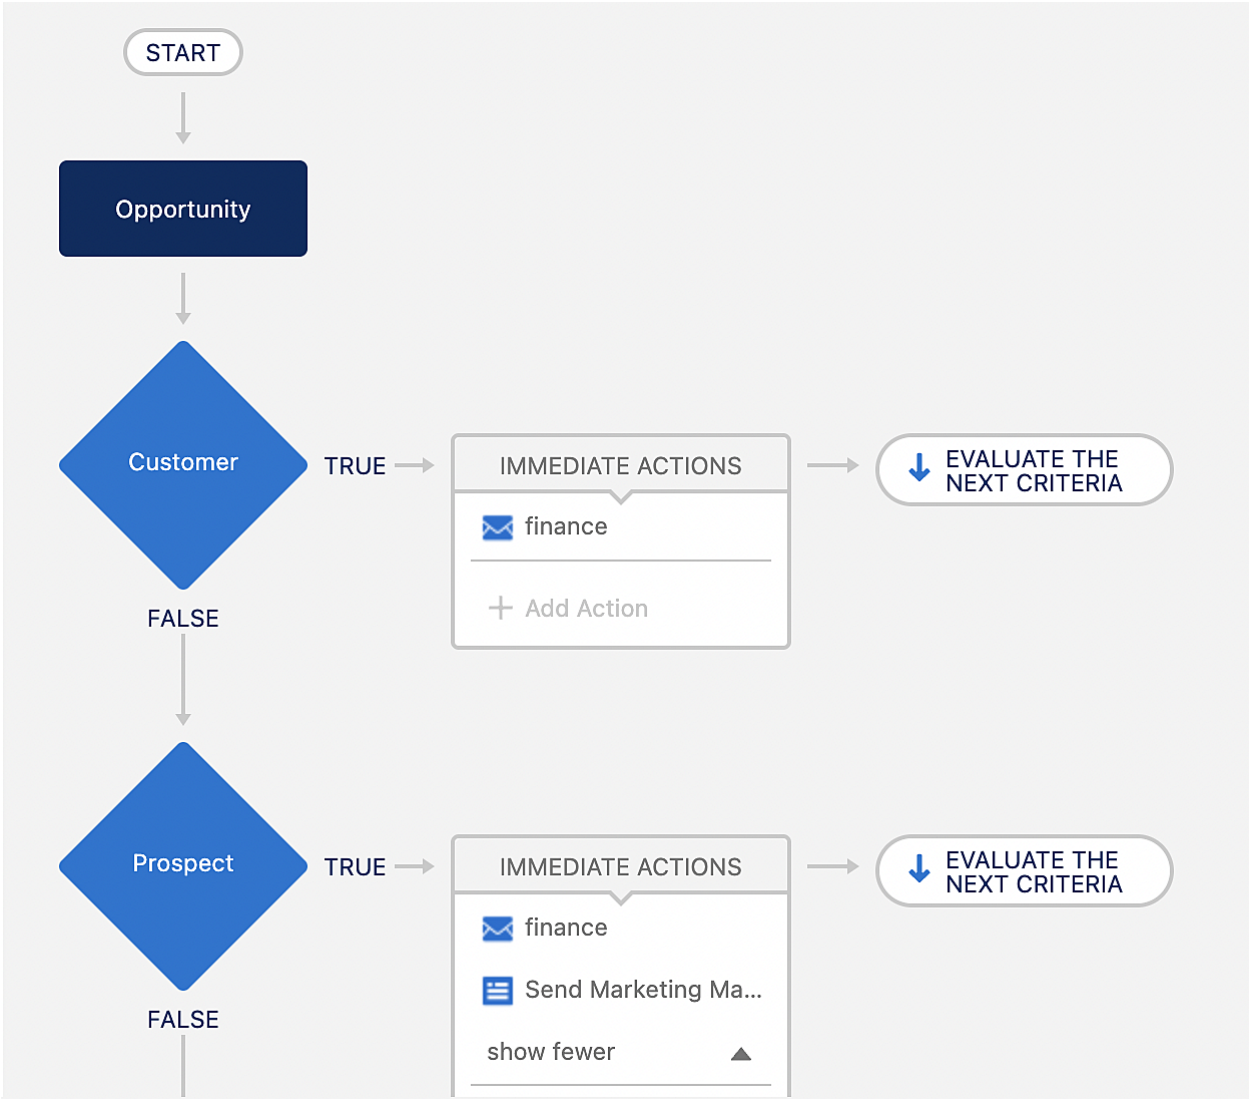 START
Opportunity
Customer
TRUE
IMMEDIATE ACTIONS
EVALUATE THE
NEXT CRITERIA
finance
Add Action
FALSE
Prospect
TRUE
IMMEDIATE ACTIONS
EVALUATE THE
NEXT CRITERIA
finance
Send Marketing Ma...
show fewer
FALSE